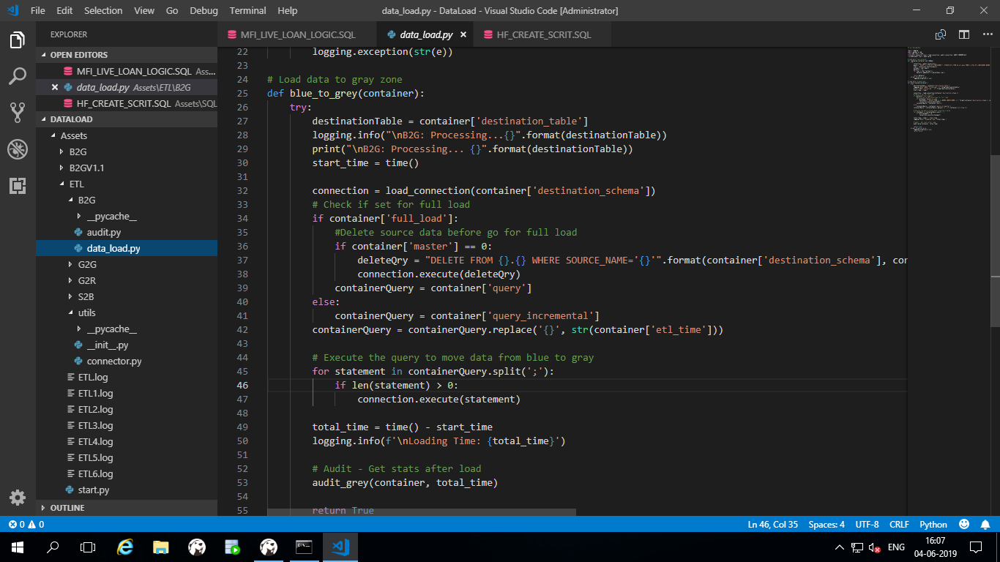 File Edit Selection View Go Debug Terminal Help data_load.py - DataLoad - Visual Studio Code [Administrator]
EXPLORER
OPEN EDITORS
MFI_LIVE_LOAN_LOGIC.SQL Ass...
data_load.py Assets\ETL\B2G
HF_CREATE_SCRIT.SQL Assets\SQL
DATALOAD
Assets
B2G
B2GV1.1
ETL
B2G
__pycache__
audit.py
data_load.py
G2G
G2R
S2B
utils
__pycache__
__init__.py
connector.py
ETL.log
ETL1.log
ETL2.log
ETL3.log
ETL4.log
ETL5.log
ETL6.log
start.py
OUTLINE
MFI_LIVE_LOAN_LOGIC.SQL data_load.py HF_CREATE_SCRIT.SQL
22 logging.exception(str(e))
23
24 # Load data to gray zone
25 def blue_to_grey(container):
26 try:
27 destinationTable = container['destination_table']
28 logging.info("\nB2G: Processing...{}".format(destinationTable))
29 print("\nB2G: Processing... {}".format(destinationTable))
30 start_time = time()
31
32 connection = load_connection(container['destination_schema'])
33 # Check if set for full load
34 if container['full_load']:
35 #Delete source data before go for full load
36 if container['master'] == 0:
37 deleteQry = "DELETE FROM {}.{} WHERE SOURCE_NAME='{}'".format(container['destination_schema'], con
38 connection.execute(deleteQry)
39 containerQuery = container['query']
40 else:
41 containerQuery = container['query_incremental']
42 containerQuery = containerQuery.replace('{}', str(container['etl_time']))
43
44 # Execute the query to move data from blue to gray
45 for statement in containerQuery.split(';'):
46 if len(statement) > 0:
47 connection.execute(statement)
48
49 total_time = time() - start_time
50 logging.info(f'\nLoading Time: {total_time}')
51
52 # Audit - Get stats after load
53 audit_grey(container, total_time)
54
55 return True
0 0 Ln 46, Col 35 Spaces: 4 UTF-8 CRLF Python
ENG 16:07
04-06-2019